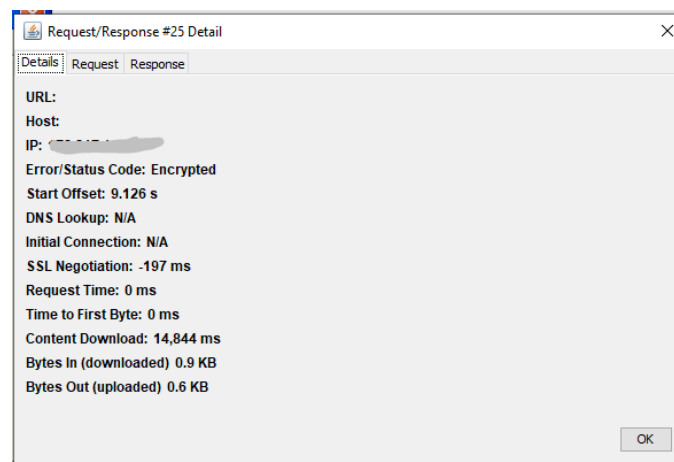 Request/Response #25 Detail
Details Request Response
URL:
Host:
IP:
Error/Status Code: Encrypted
Start Offset: 9.126 s
DNS Lookup: N/A
Initial Connection: N/A
SSL Negotiation: -197 ms
Request Time: 0 ms
Time to First Byte: 0 ms
Content Download: 14,844 ms
Bytes In (downloaded) 0.9 KB
Bytes Out (uploaded) 0.6 KB
OK